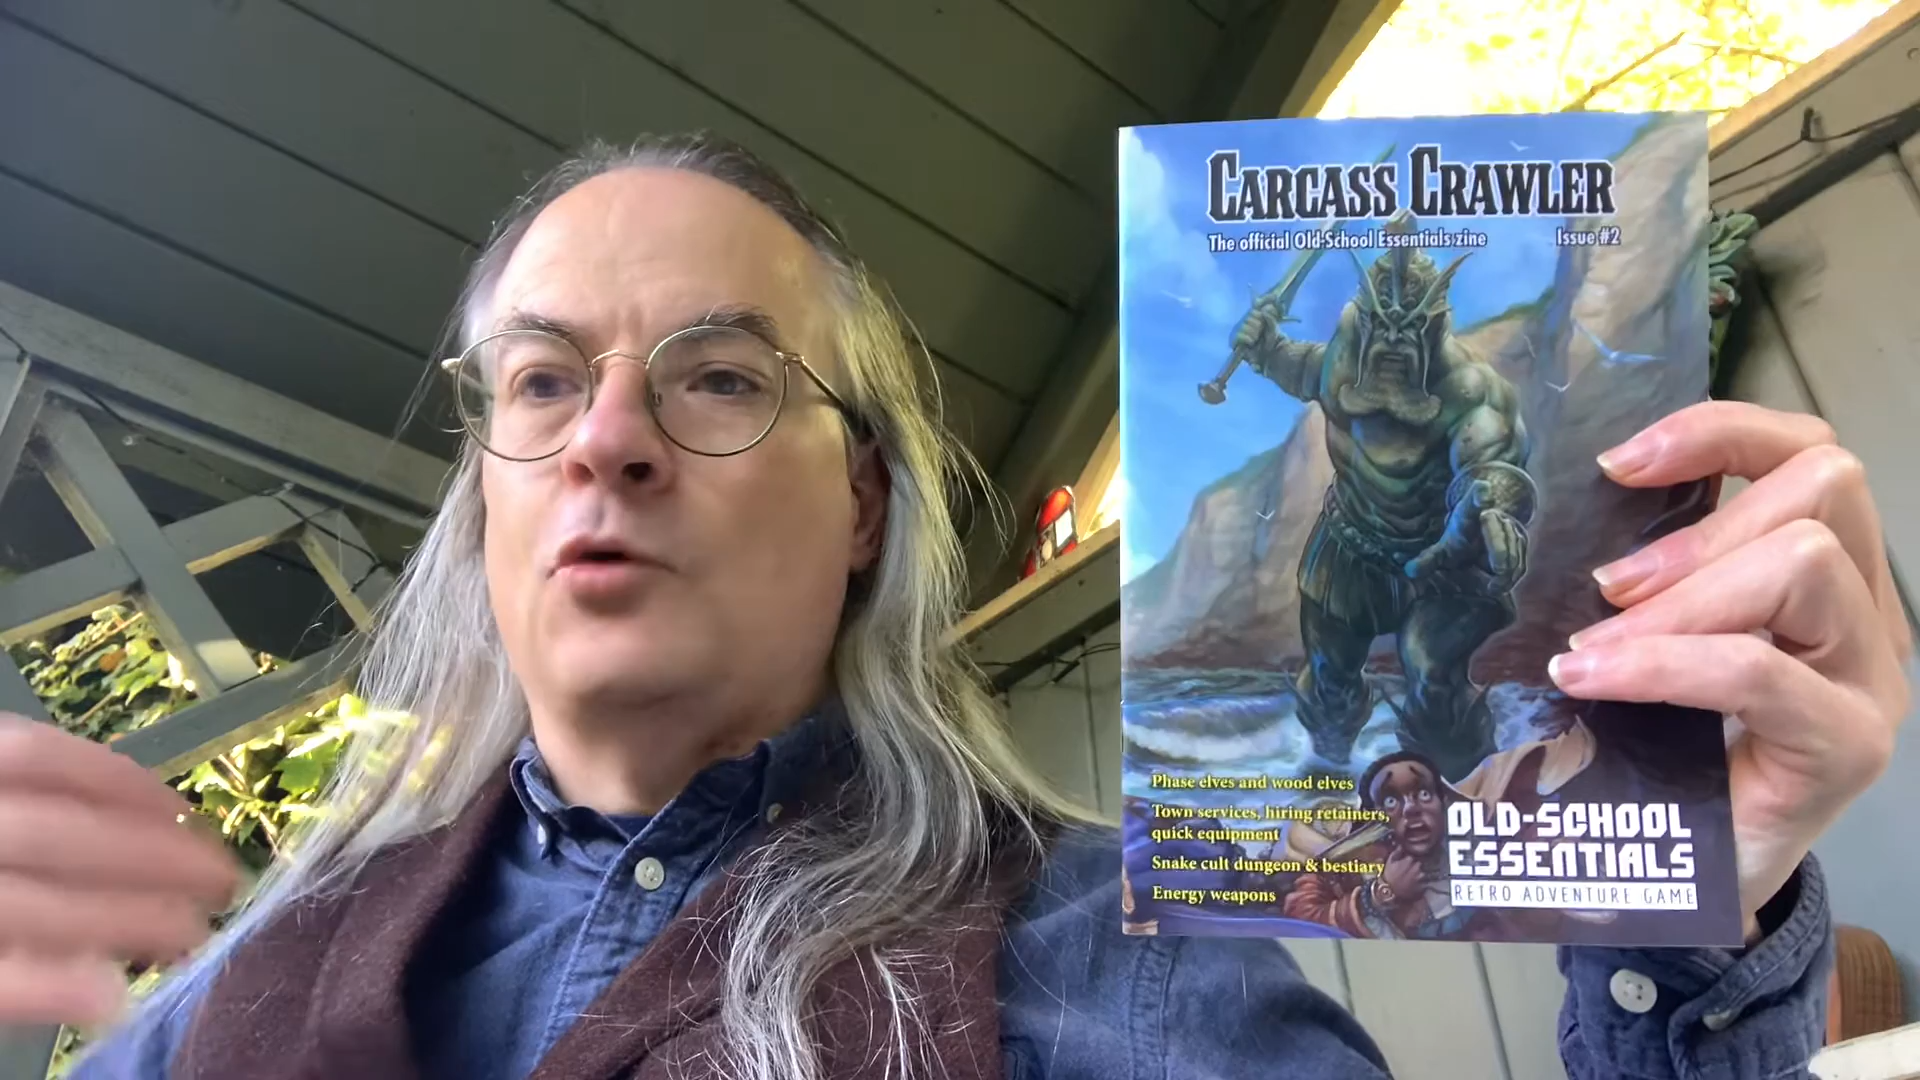 CARCASS CRAWLER
The official Old-School Essentials zine Issue #2
Phase elves and wood elves
Town services, hiring retainers,
quick equipment
Snake cult dungeon & bestiary
Energy weapons
OLD-SCHOOL
ESSENTIALS
RETRO ADVENTURE GAME